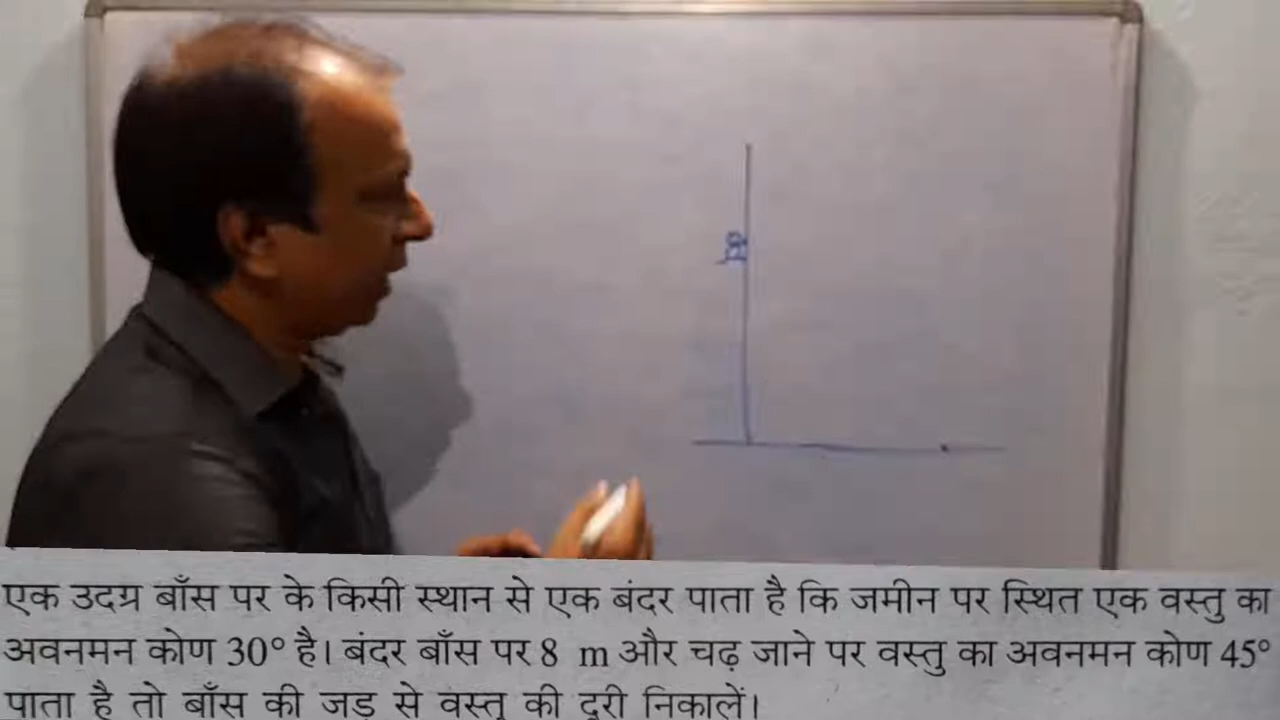 एक उदग्र बाँस पर के किसी स्थान से एक बंदर पाता है कि जमीन पर स्थित एक वस्तु का
अवनमन कोण 30° है। बंदर बाँस पर 8 m और चढ़ जाने पर वस्तु का अवनमन कोण 45°
पाता है तो बाँस की जड़ से वस्तु की दूरी निकालें।